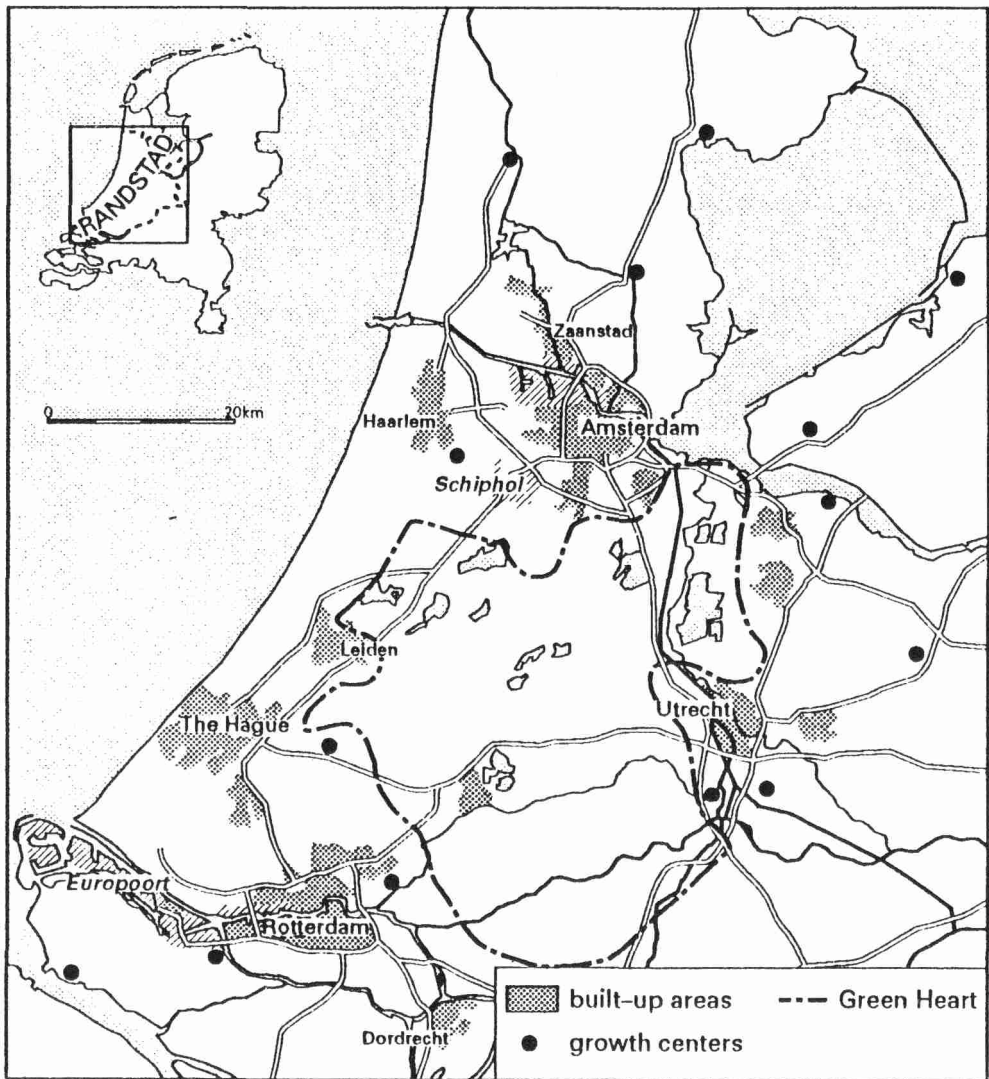 RANDSTAD
0 20km
Zaanstad
Haarlem
Amsterdam
Schiphol
Leiden
The Hague
Utrecht
Europoort
Rotterdam
Dordrecht
built-up areas
Green Heart
growth centers